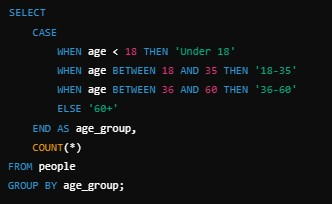 SELECT
    CASE
        WHEN age < 18 THEN 'Under 18'
        WHEN age BETWEEN 18 AND 35 THEN '18-35'
        WHEN age BETWEEN 36 AND 60 THEN '36-60'
        ELSE '60+'
    END AS age_group,
    COUNT(*)
FROM people
GROUP BY age_group;